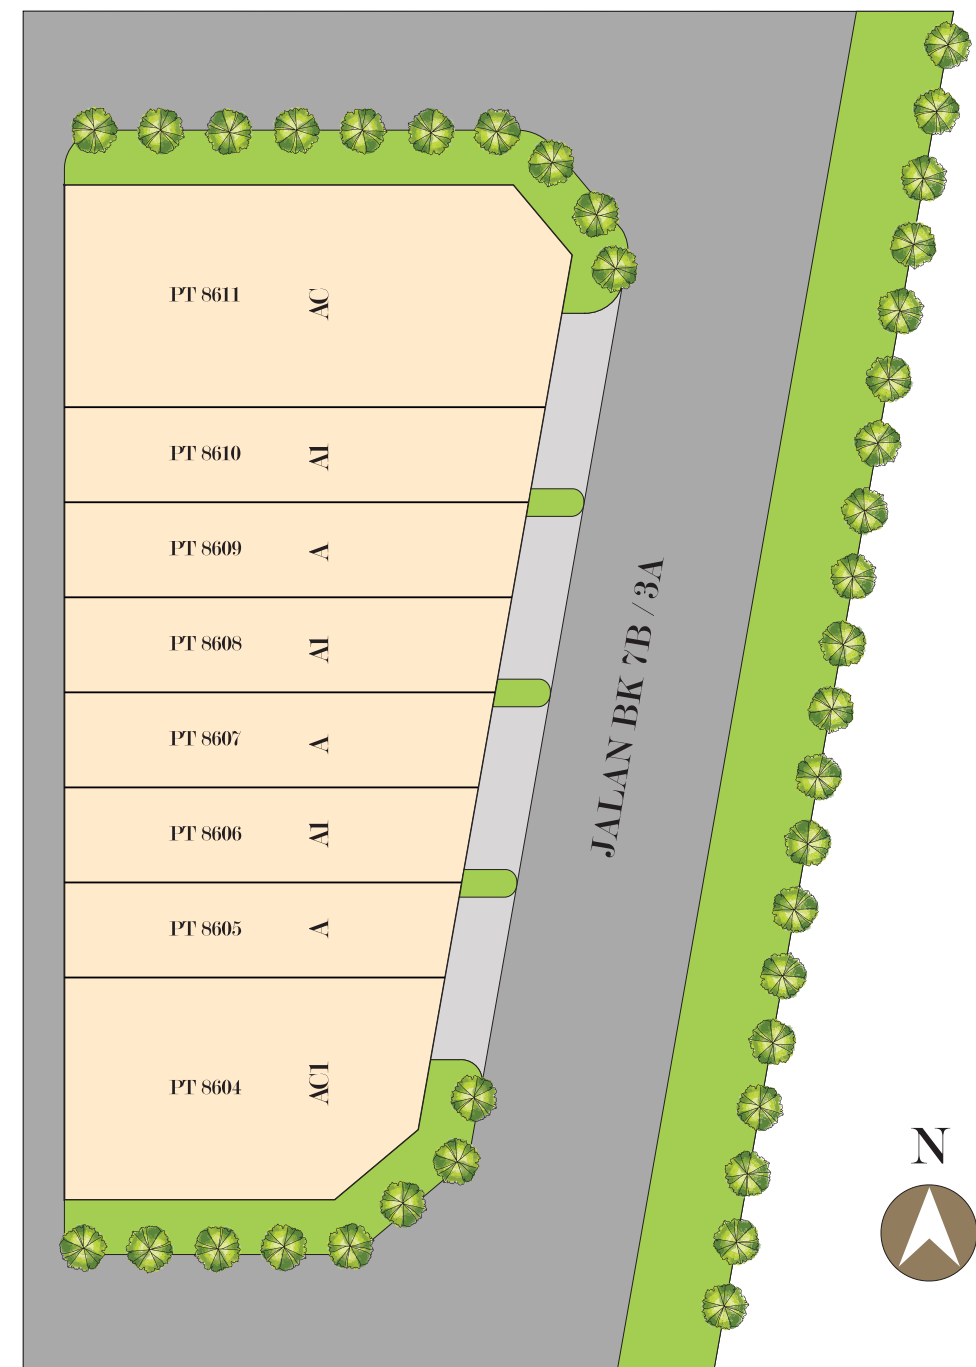 PT 8611 AC
PT 8610 A1
PT 8609 A
PT 8608 A1
PT 8607 A
PT 8606 A1
PT 8605 A
PT 8604 AC1
JALAN BK 7B / 3A
N